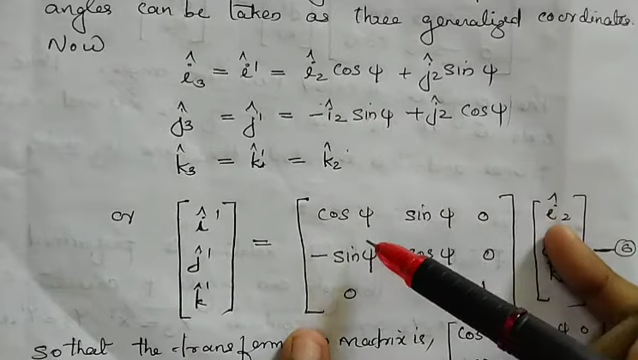 angles can be taken as three generalized coordinates.
Now
î₃ = î' = î₂ cos ψ + ĵ₂ sin ψ
ĵ₃ = ĵ' = -î₂ sin ψ + ĵ₂ cos ψ
k̂₃ = k̂' = k̂₂
or [î' ĵ' k̂'] = [cos ψ sin ψ 0
-sin ψ cos ψ 0
0] [î₂
so that the matrix is, [cos